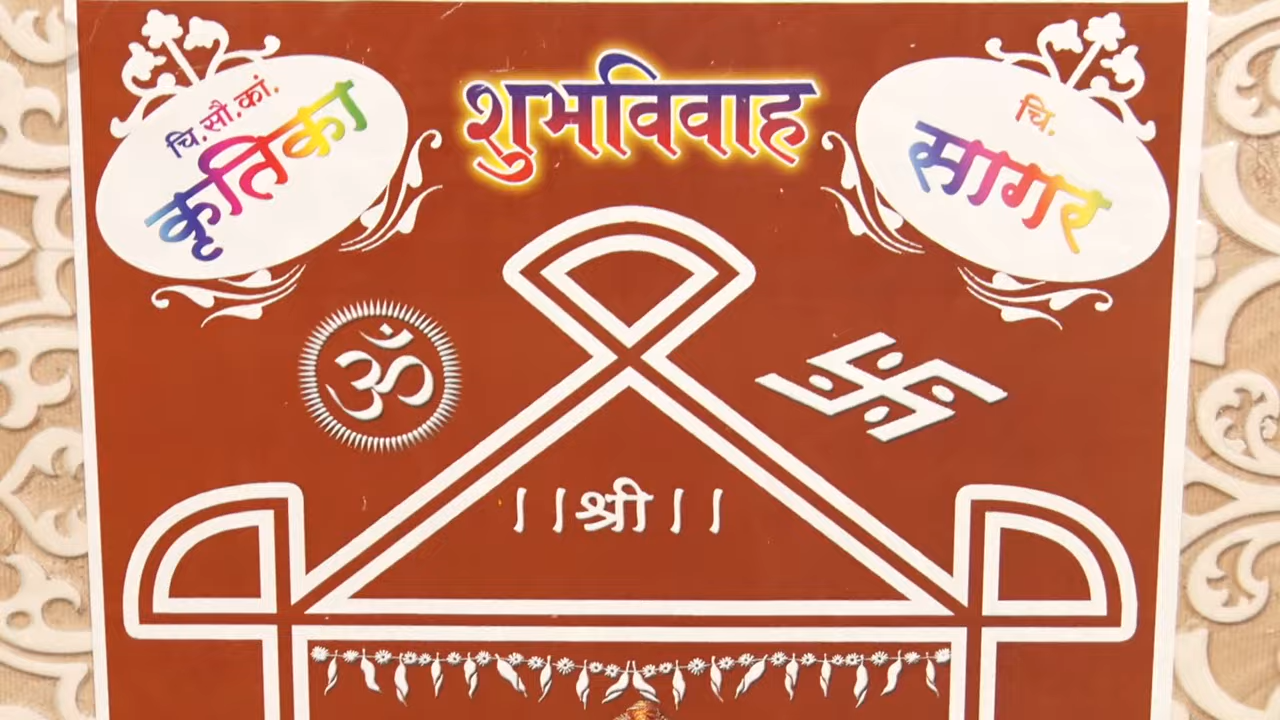 चि.सौ.कां.
कृतिका
शुभविवाह
चि.
सागर
ॐ
।।श्री।।